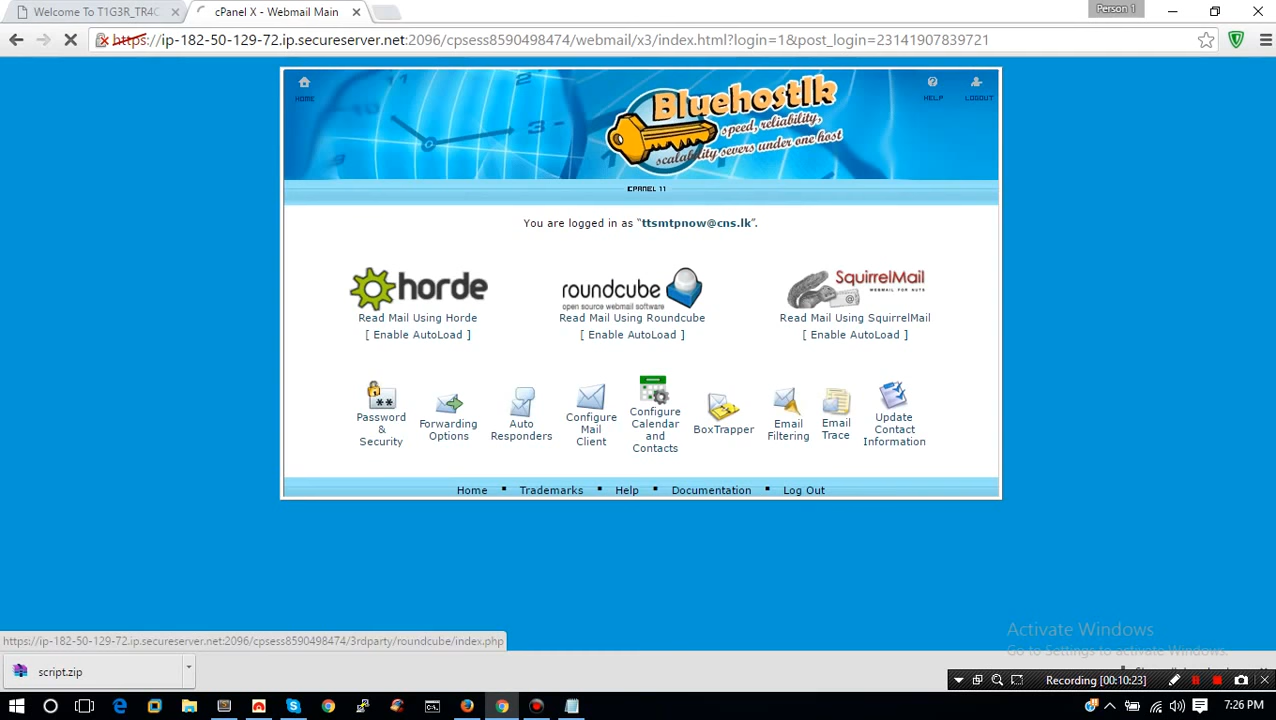 Welcome To T1G3R_TR4C
cPanel X - Webmail Main
Person 1
https://ip-182-50-129-72.ip.secureserver.net:2096/cpsess8590498474/webmail/x3/index.html?login=1&post_login=23141907839721
HOME
Bluehostlk
speed, reliability,
scalability severs under one host
HELP
LOGOUT
CPANEL 11
You are logged in as “ttsmtpnow@cns.lk”.
horde
roundcube
open source webmail software
SquirrelMail
WEBMAIL FOR NUTS
Read Mail Using Horde
Read Mail Using Roundcube
Read Mail Using SquirrelMail
[ Enable AutoLoad ]
[ Enable AutoLoad ]
[ Enable AutoLoad ]
Password
&
Security
Forwarding
Options
Auto
Responders
Configure
Mail
Client
Configure
Calendar
and
Contacts
BoxTrapper
Email
Filtering
Email
Trace
Update
Contact
Information
Home
Trademarks
Help
Documentation
Log Out
Activate Windows
Go to Settings to activate Windows.
https://ip-182-50-129-72.ip.secureserver.net:2096/cpsess8590498474/3rdparty/roundcube/index.php
script.zip
Recording [00:10:23]
7:26 PM